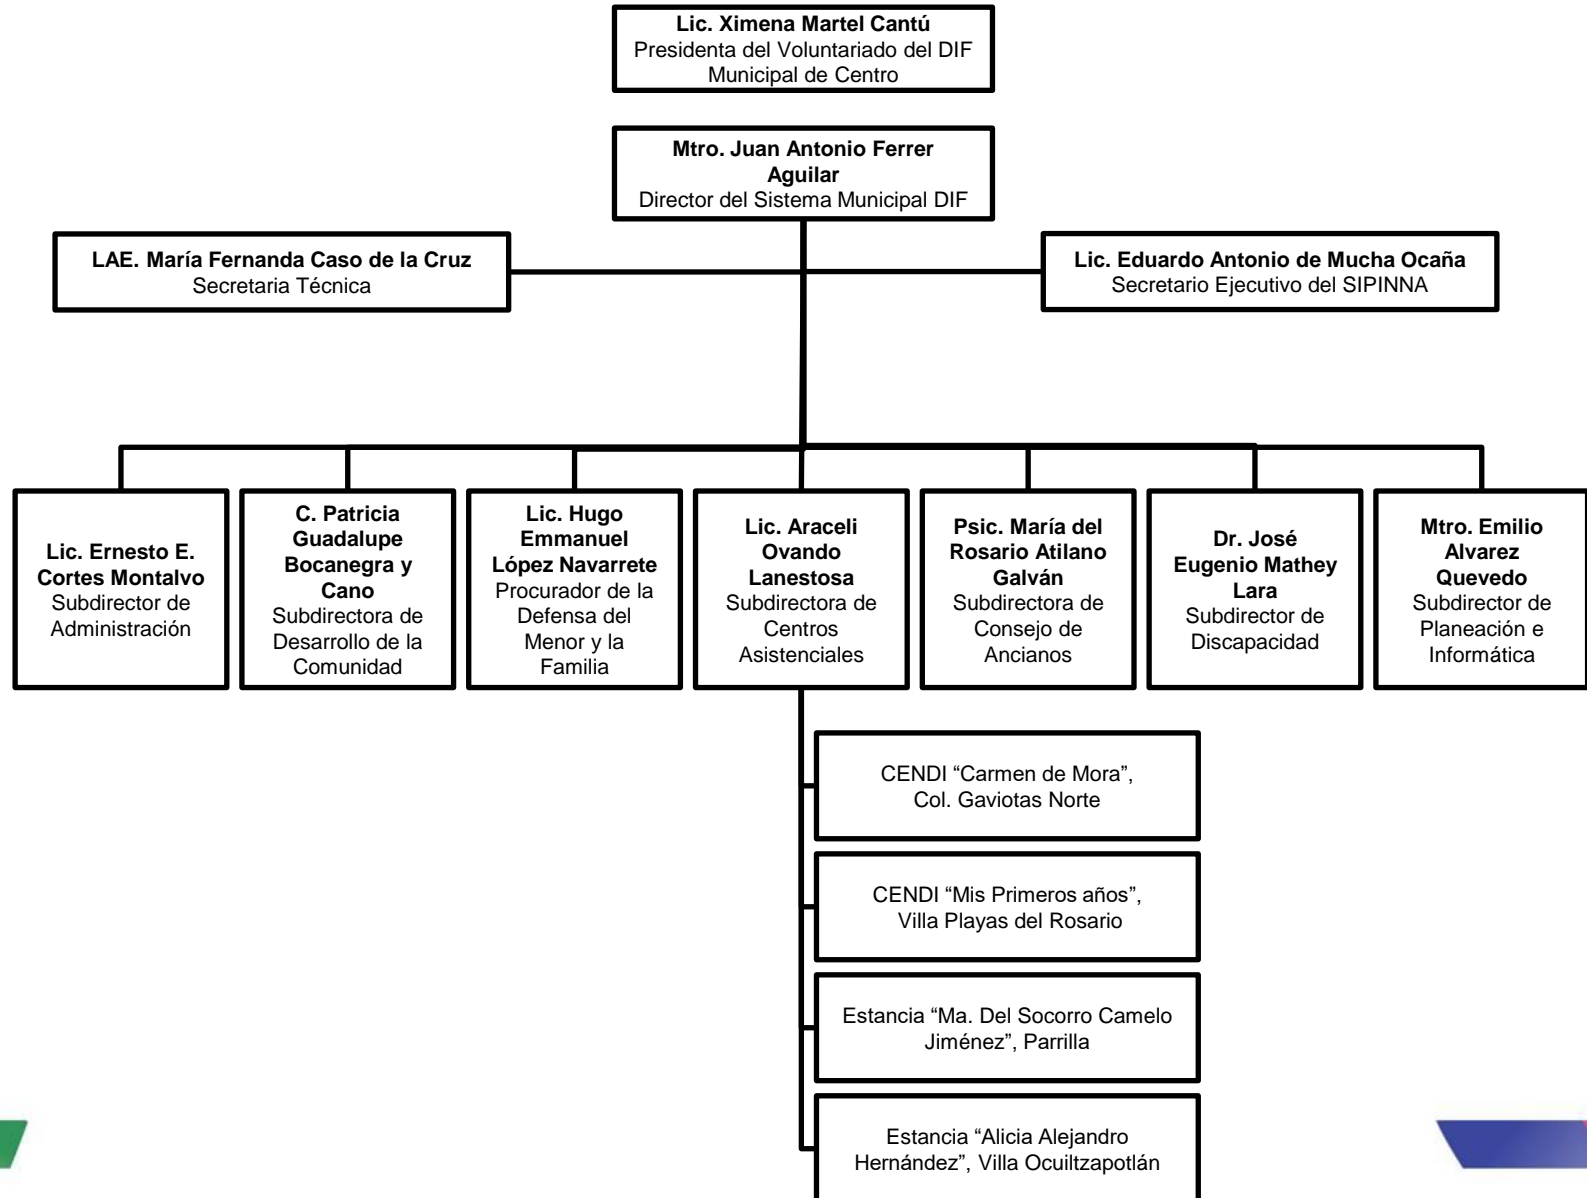 Lic. Ximena Martel Cantú
Presidenta del Voluntariado del DIF
Municipal de Centro
Mtro. Juan Antonio Ferrer
Aguilar
Director del Sistema Municipal DIF
LAE. María Fernanda Caso de la Cruz
Secretaria Técnica
Lic. Eduardo Antonio de Mucha Ocaña
Secretario Ejecutivo del SIPINNA
Lic. Ernesto E.
Cortes Montalvo
Subdirector de
Administración
C. Patricia
Guadalupe
Bocanegra y
Cano
Subdirectora de
Desarrollo de la
Comunidad
Lic. Hugo
Emmanuel
López Navarrete
Procurador de la
Defensa del
Menor y la
Familia
Lic. Araceli
Ovando
Lanestosa
Subdirectora de
Centros
Asistenciales
Psic. María del
Rosario Atilano
Galván
Subdirectora de
Consejo de
Ancianos
Dr. José
Eugenio Mathey
Lara
Subdirector de
Discapacidad
Mtro. Emilio
Alvarez
Quevedo
Subdirector de
Planeación e
Informática
CENDI “Carmen de Mora”,
Col. Gaviotas Norte
CENDI “Mis Primeros años”,
Villa Playas del Rosario
Estancia “Ma. Del Socorro Camelo
Jiménez”, Parrilla
Estancia “Alicia Alejandro
Hernández”, Villa Ocuiltzapotlán